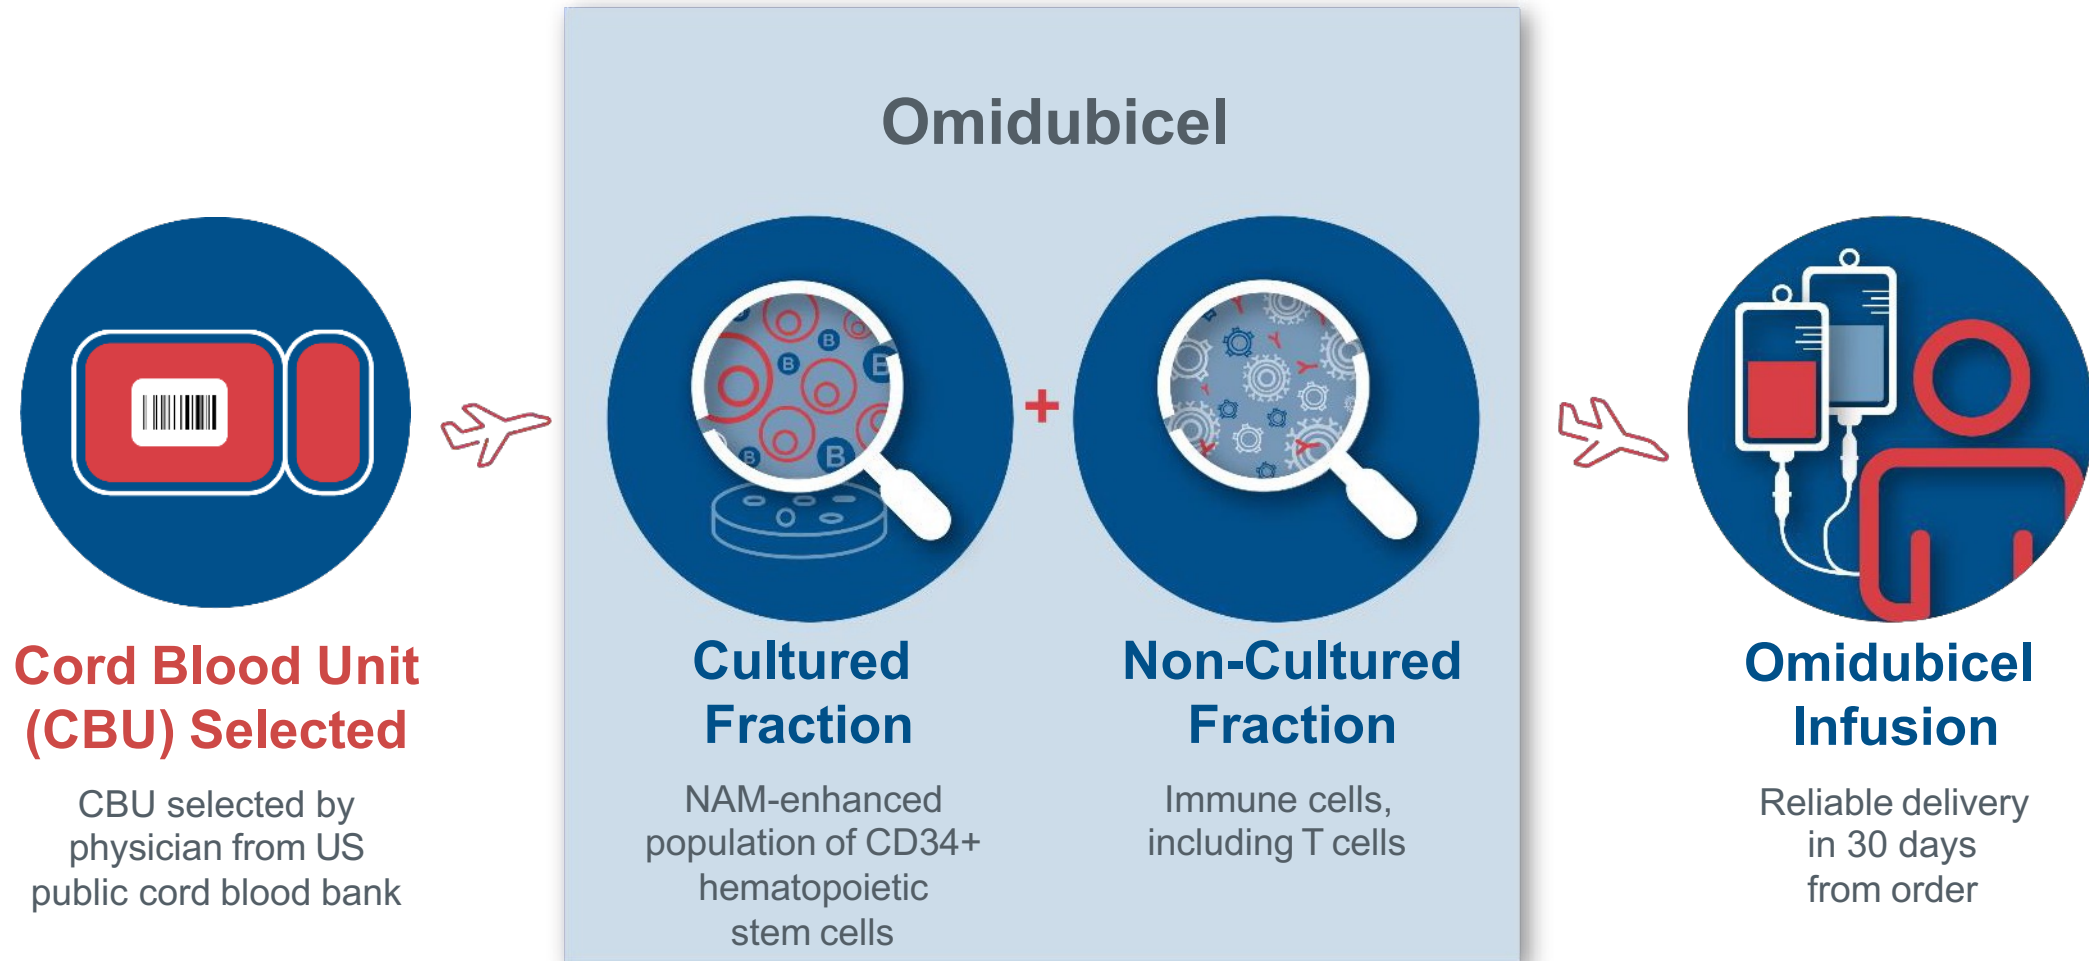 Omidubicel
Cord Blood Unit
(CBU) Selected
CBU selected by
physician from US
public cord blood bank
B
B
B
B
B
Cultured
Fraction
NAM-enhanced
population of CD34+
hematopoietic
stem cells
+
Non-Cultured
Fraction
Immune cells,
including T cells
Omidubicel
Infusion
Reliable delivery
in 30 days
from order